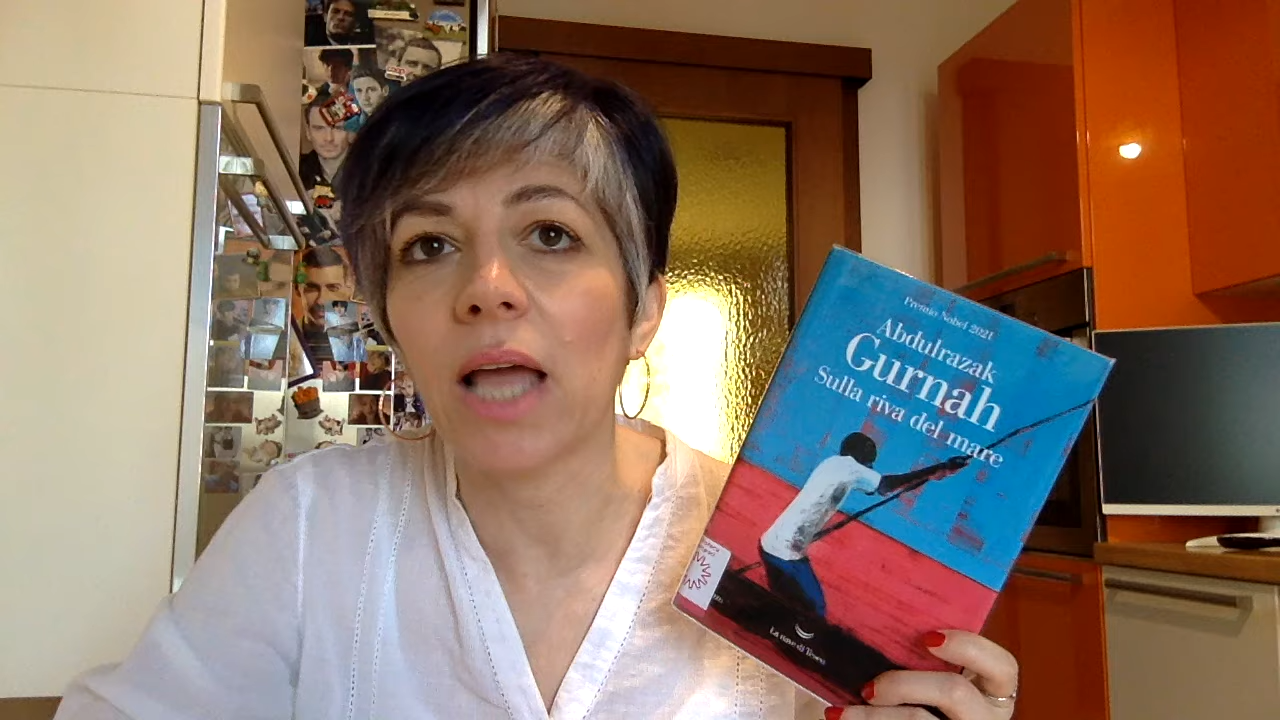 Premio Nobel 2021
Abdulrazak
Gurnah
Sulla riva del mare
La nave di Teseo